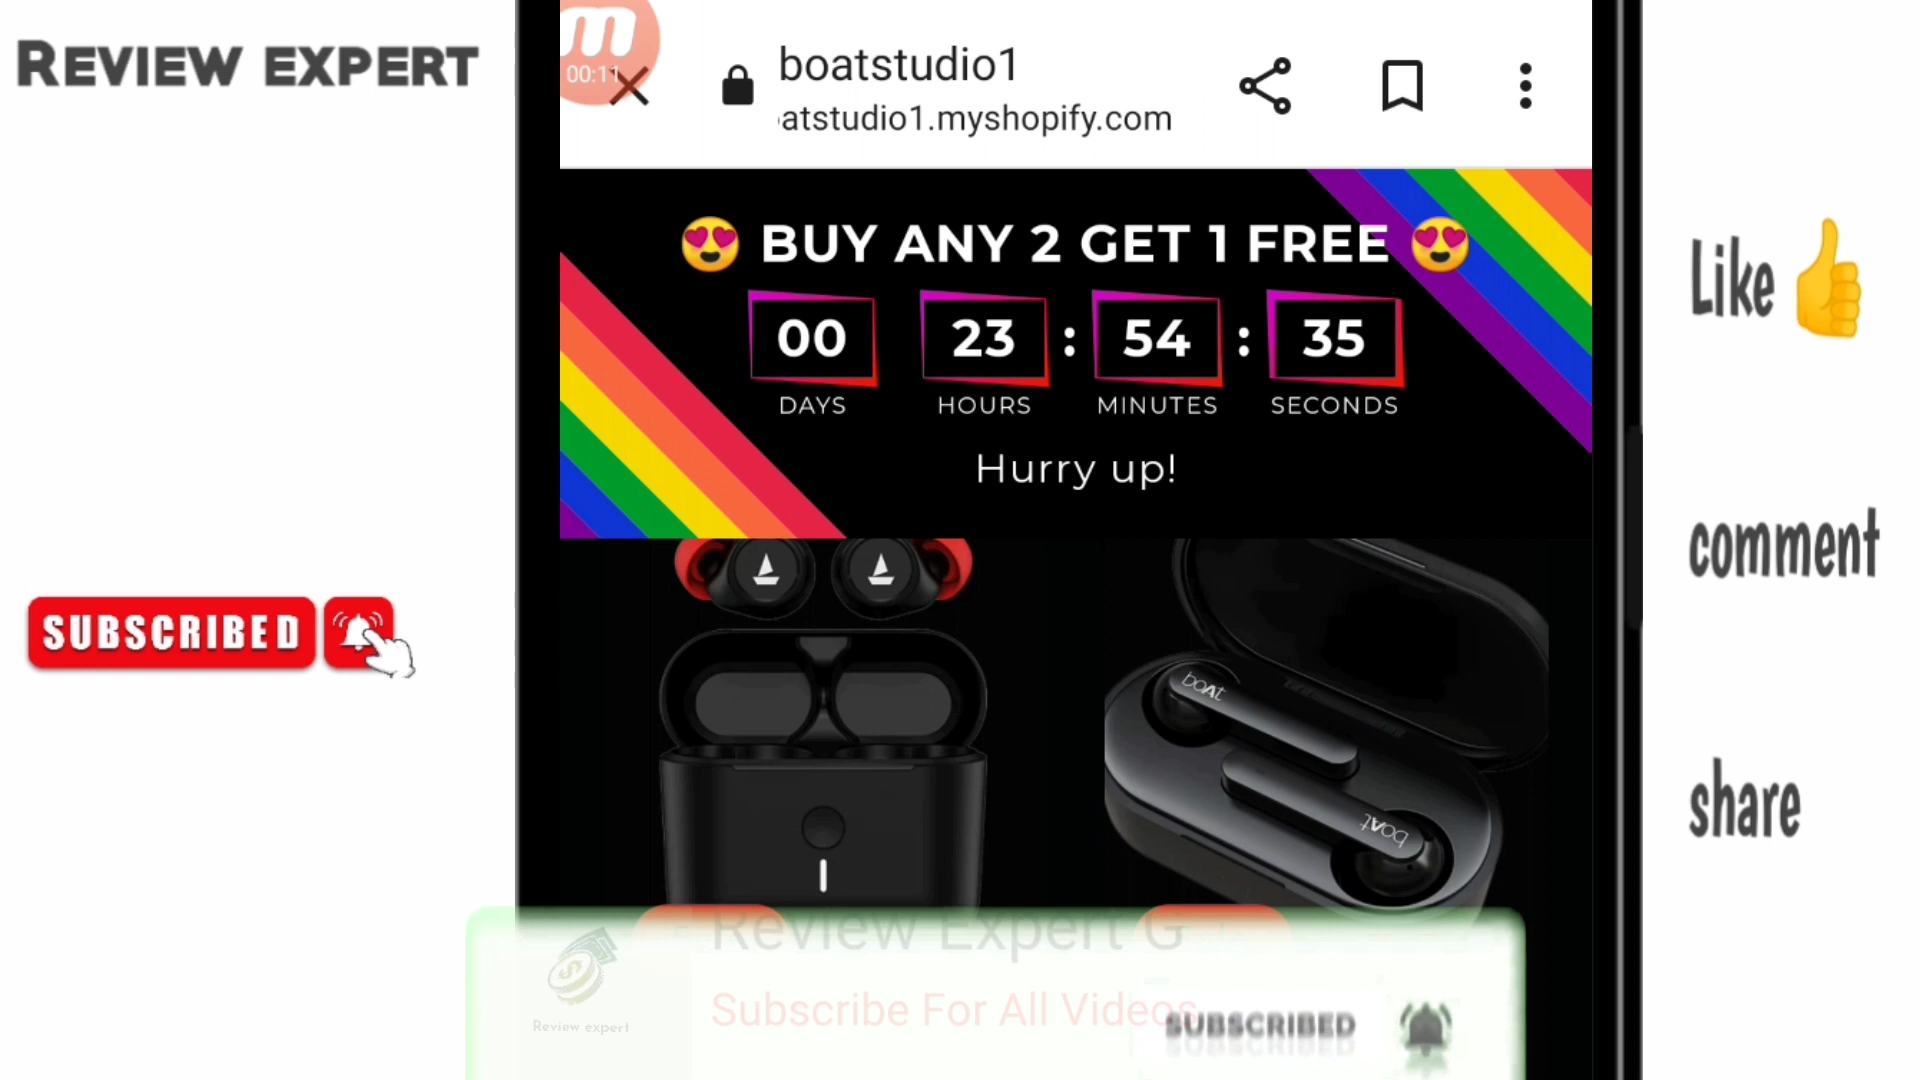 REVIEW EXPERT
m
00:11
boatstudio1
atstudio1.myshopify.com
😍 BUY ANY 2 GET 1 FREE 😍
00 23 : 54 : 35
DAYS HOURS MINUTES SECONDS
Hurry up!
Like 👍
comment
share
SUBSCRIBED
boAt
boAt
Review Expert G
Subscribe For All Videos
SUBSCRIBED
Review expert